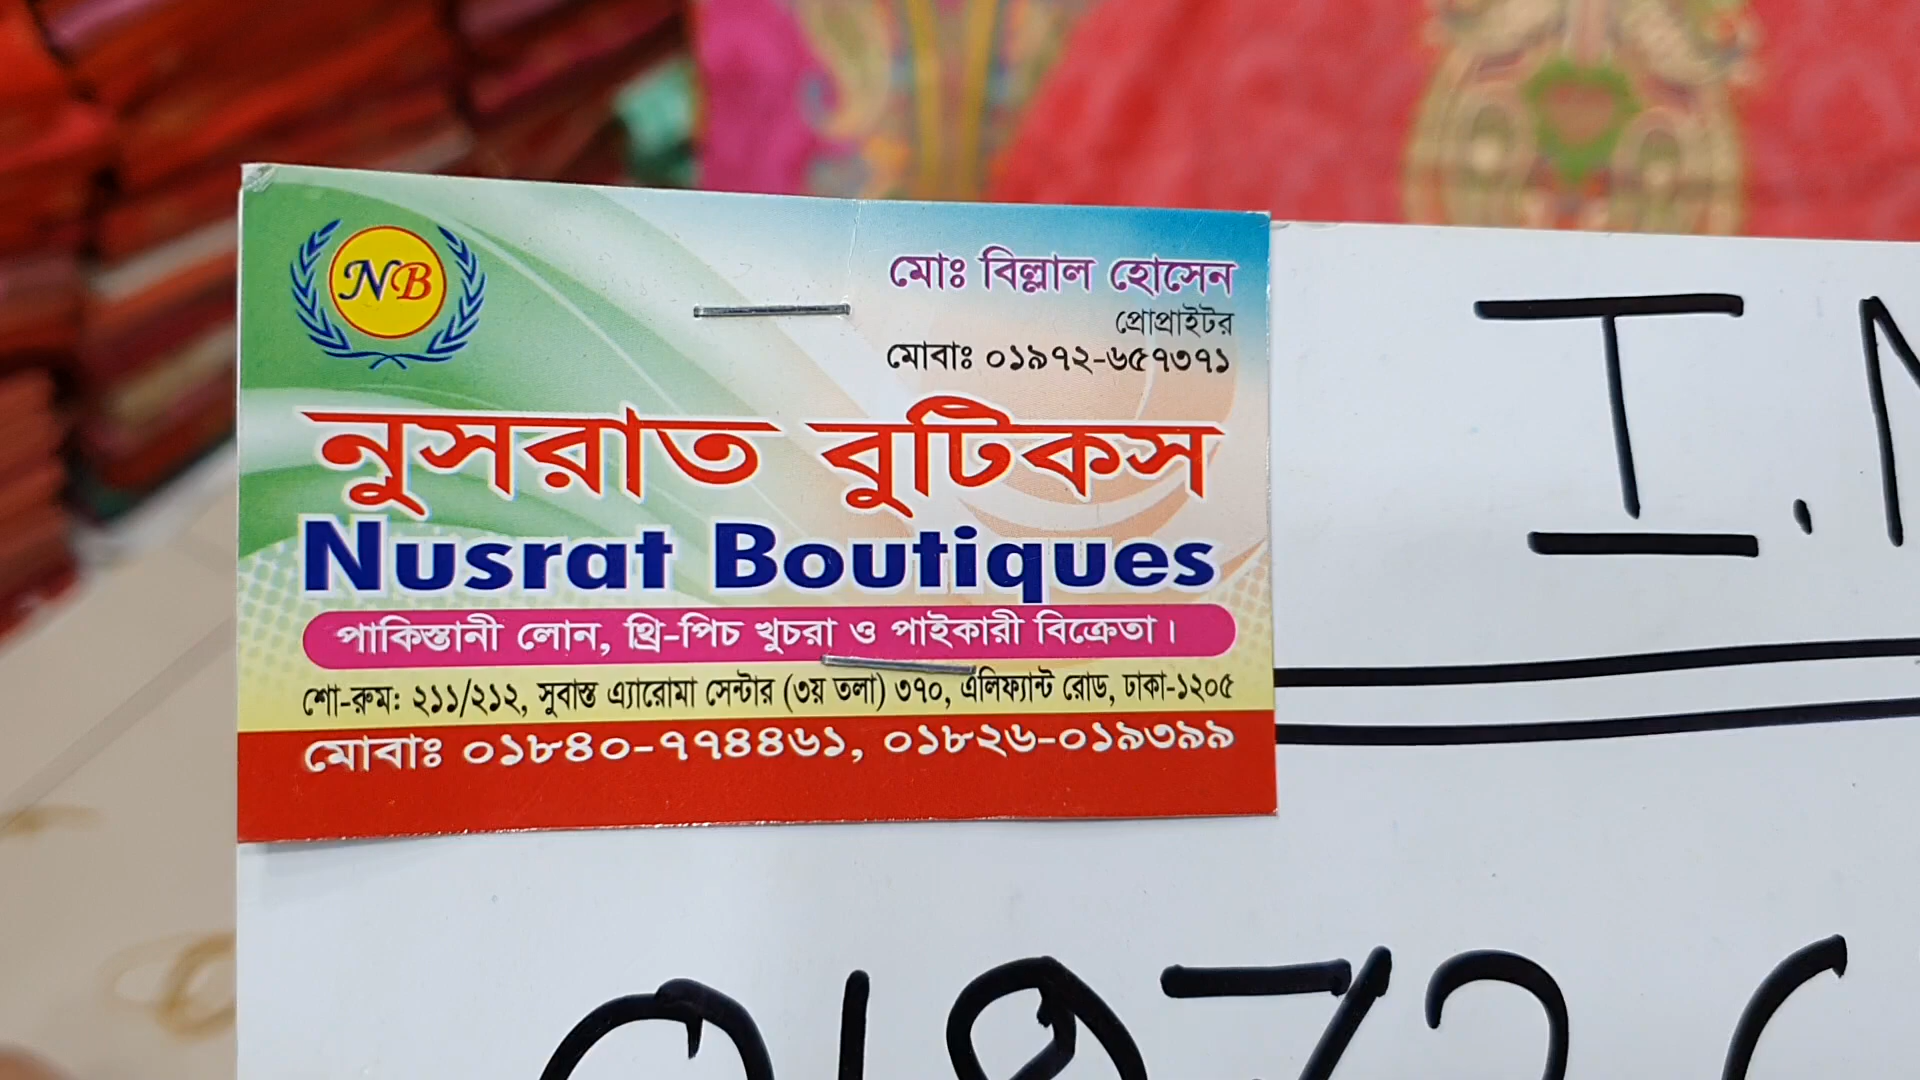 NB
মোঃ বিল্লাল হোসেন
প্রোপ্রাইটর
মোবাঃ ০১৯৭২-৬৫৭৩৭১
নুসরাত বুটিকস
Nusrat Boutiques
পাকিস্তানী লোন, থ্রি-পিচ খুচরা ও পাইকারী বিক্রেতা।
শো-রুম: ২১১/২১২, সুবাস্ত এ্যারোমা সেন্টার (৩য় তলা) ৩৭০, এলিফ্যান্ট রোড, ঢাকা-১২০৫
মোবাঃ ০১৮৪০-৭৭৪৪৬১, ০১৮২৬-০১৯৩৯৯
I.